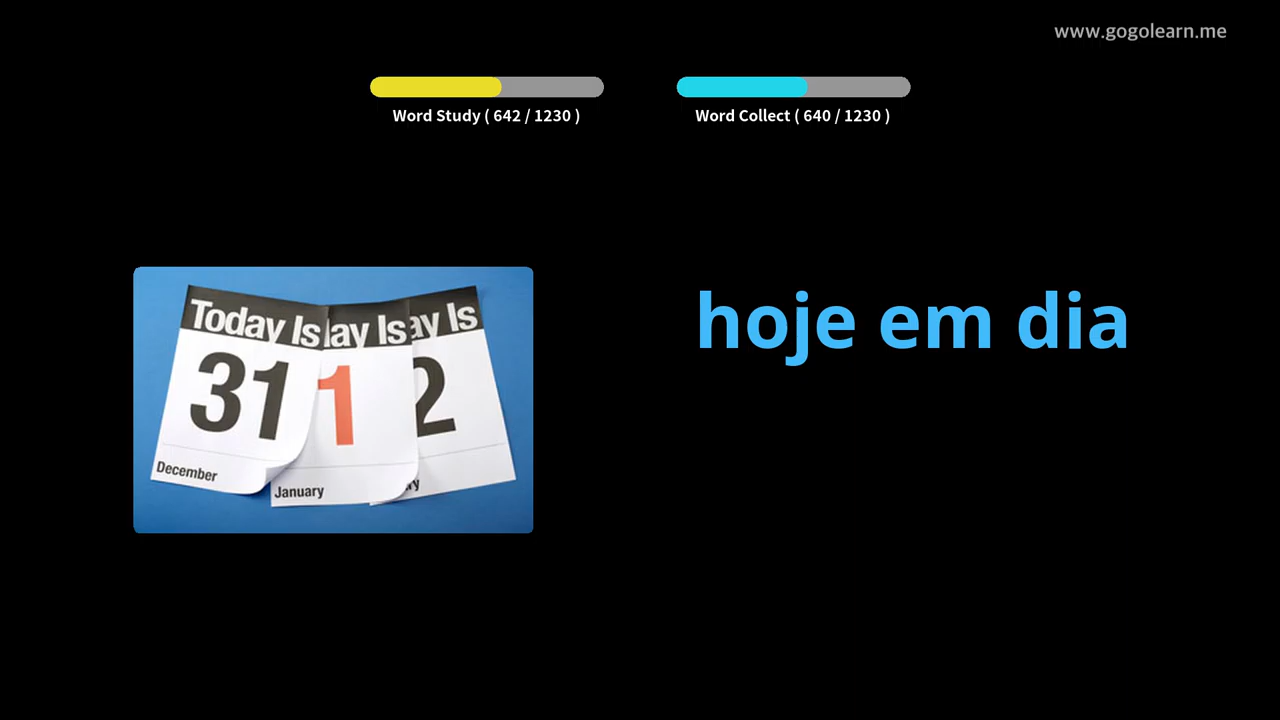 www.gogolearn.me
Word Study ( 642 / 1230 )
Word Collect ( 640 / 1230 )
hoje em dia
Today Is
31
December
ay Is
1
January
ay Is
2
ry